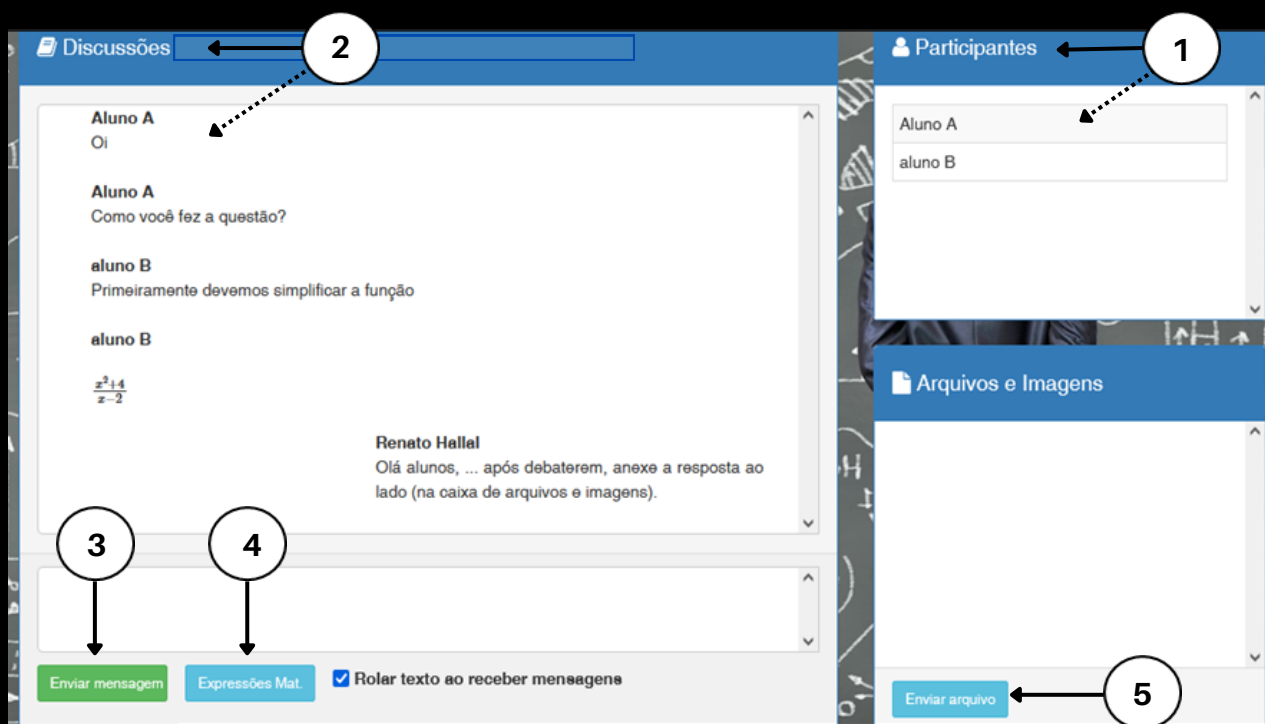 Discussões
2
Aluno A
Oi
Aluno A
Como você fez a questão?
aluno B
Primeiramente devemos simplificar a função
aluno B
x²+4
x−2
Renato Hallal
Olá alunos, ... após debaterem, anexe a resposta ao
lado (na caixa de arquivos e imagens).
3
4
Enviar mensagem
Expressões Mat.
Rolar texto ao receber mensagens
Participantes
1
Aluno A
aluno B
Arquivos e Imagens
Enviar arquivo
5